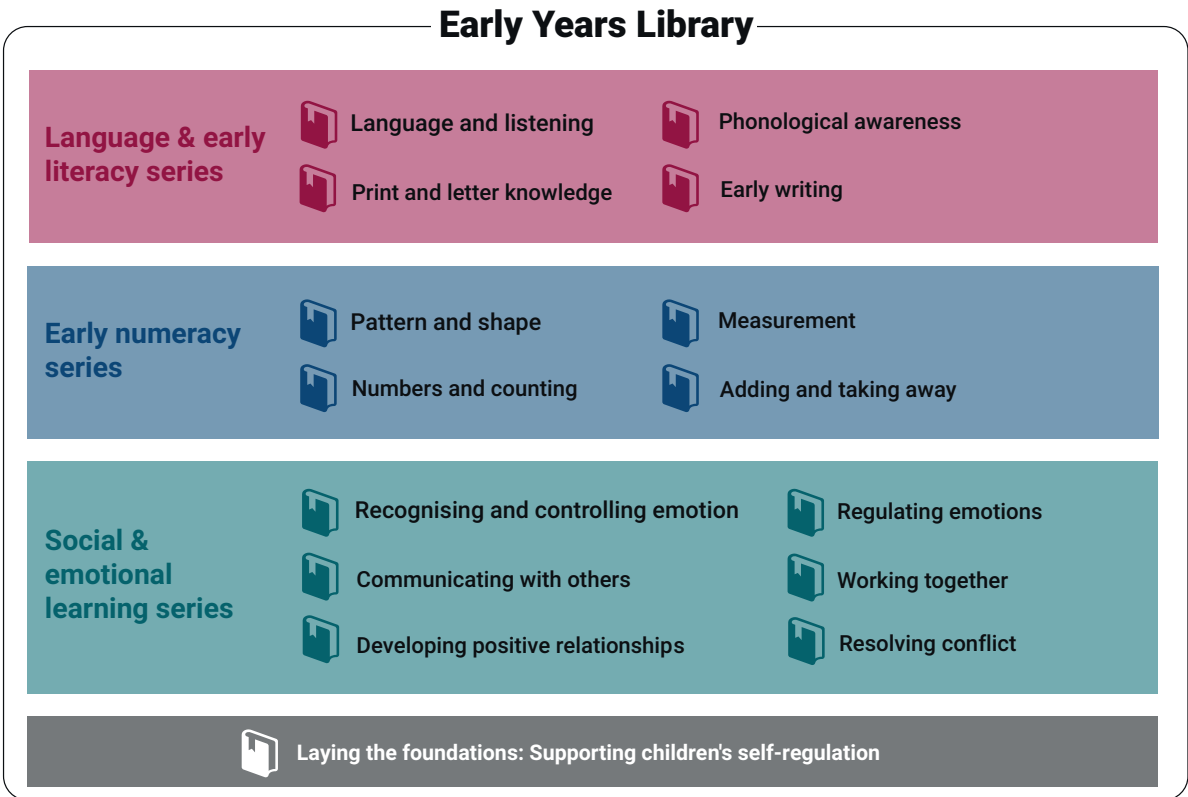 Early Years Library
Language & early
literacy series
Language and listening
Phonological awareness
Print and letter knowledge
Early writing
Early numeracy
series
Pattern and shape
Measurement
Numbers and counting
Adding and taking away
Social &
emotional
learning series
Recognising and controlling emotion
Regulating emotions
Communicating with others
Working together
Developing positive relationships
Resolving conflict
Laying the foundations: Supporting children's self-regulation